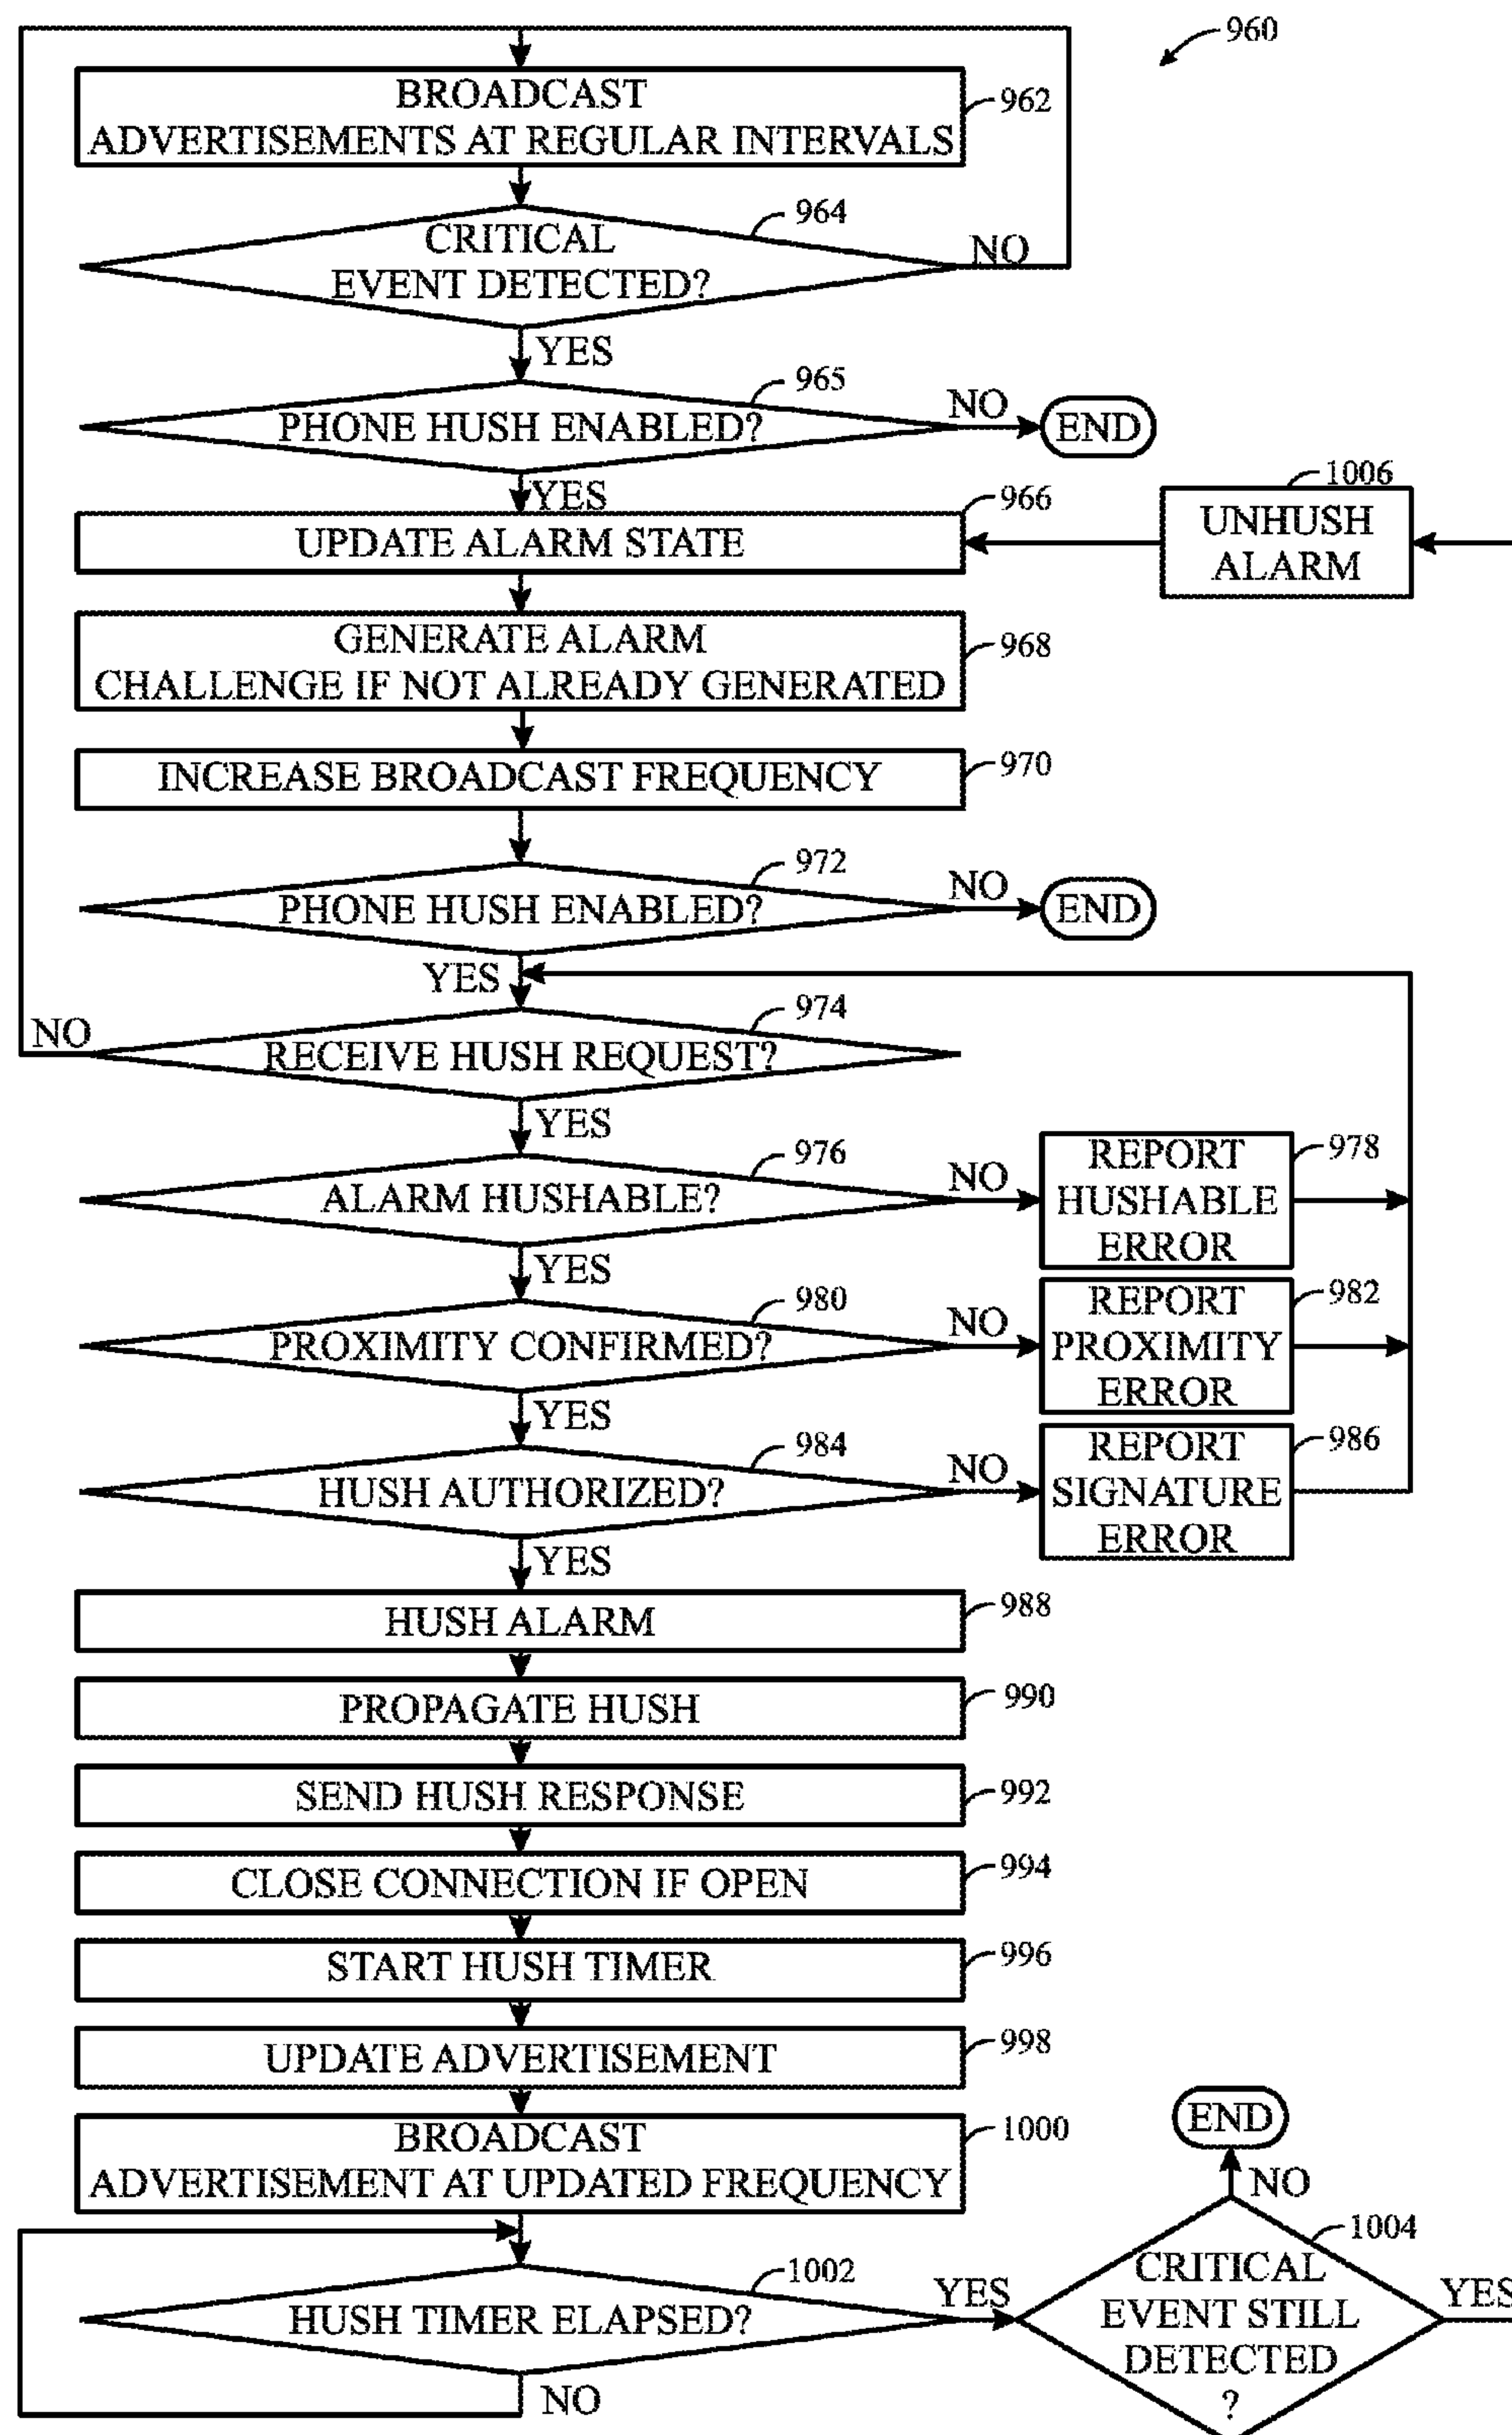 960
BROADCAST
ADVERTISEMENTS AT REGULAR INTERVALS
962
CRITICAL
EVENT DETECTED?
964
NO
YES
PHONE HUSH ENABLED?
965
NO
END
YES
UPDATE ALARM STATE
966
UNHUSH
ALARM
1006
GENERATE ALARM
CHALLENGE IF NOT ALREADY GENERATED
968
INCREASE BROADCAST FREQUENCY
970
PHONE HUSH ENABLED?
972
NO
END
YES
RECEIVE HUSH REQUEST?
974
NO
YES
ALARM HUSHABLE?
976
NO
REPORT
HUSHABLE
ERROR
978
YES
PROXIMITY CONFIRMED?
980
NO
REPORT
PROXIMITY
ERROR
982
YES
HUSH AUTHORIZED?
984
NO
REPORT
SIGNATURE
ERROR
986
YES
HUSH ALARM
988
PROPAGATE HUSH
990
SEND HUSH RESPONSE
992
CLOSE CONNECTION IF OPEN
994
START HUSH TIMER
996
UPDATE ADVERTISEMENT
998
BROADCAST
ADVERTISEMENT AT UPDATED FREQUENCY
1000
HUSH TIMER ELAPSED?
1002
NO
YES
CRITICAL
EVENT STILL
DETECTED
?
1004
NO
END
YES